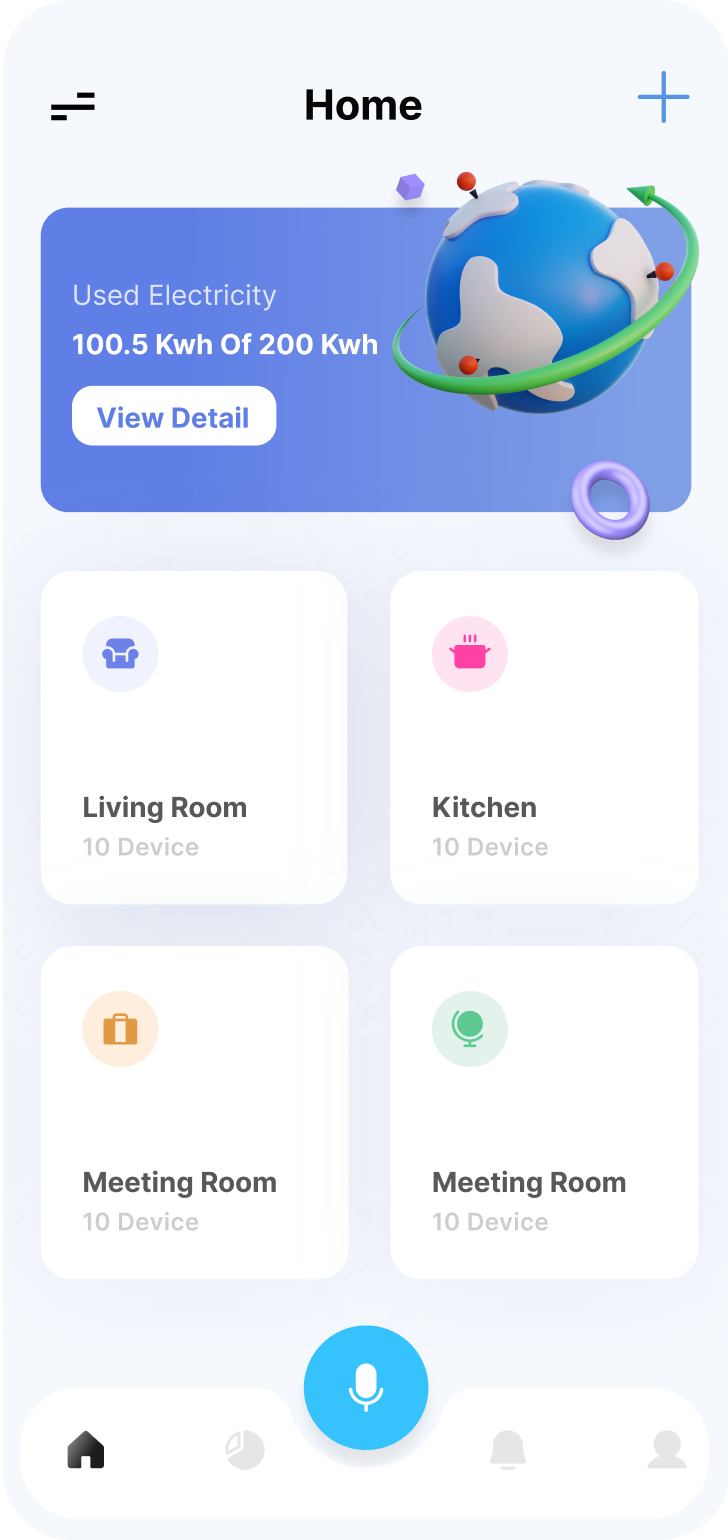 Home
Used Electricity
100.5 Kwh Of 200 Kwh
View Detail
Living Room
10 Device
Kitchen
10 Device
Meeting Room
10 Device
Meeting Room
10 Device